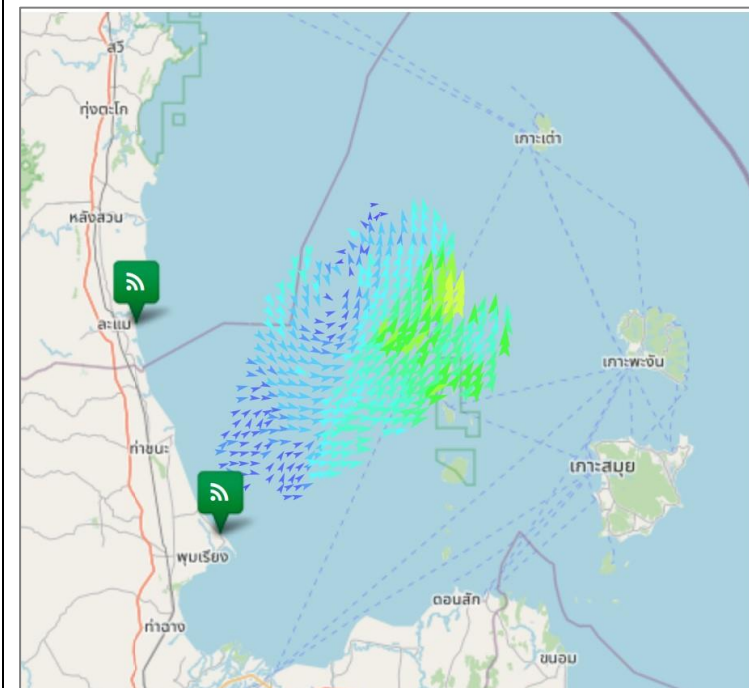 สวี
ทุ่งตะโก
เกาะเต่า
หลังสวน
ละแม
เกาะพะงัน
ท่าชนะ
เกาะสมุย
พุมเรียง
ดอนสัก
ท่าฉาง
ขนอม